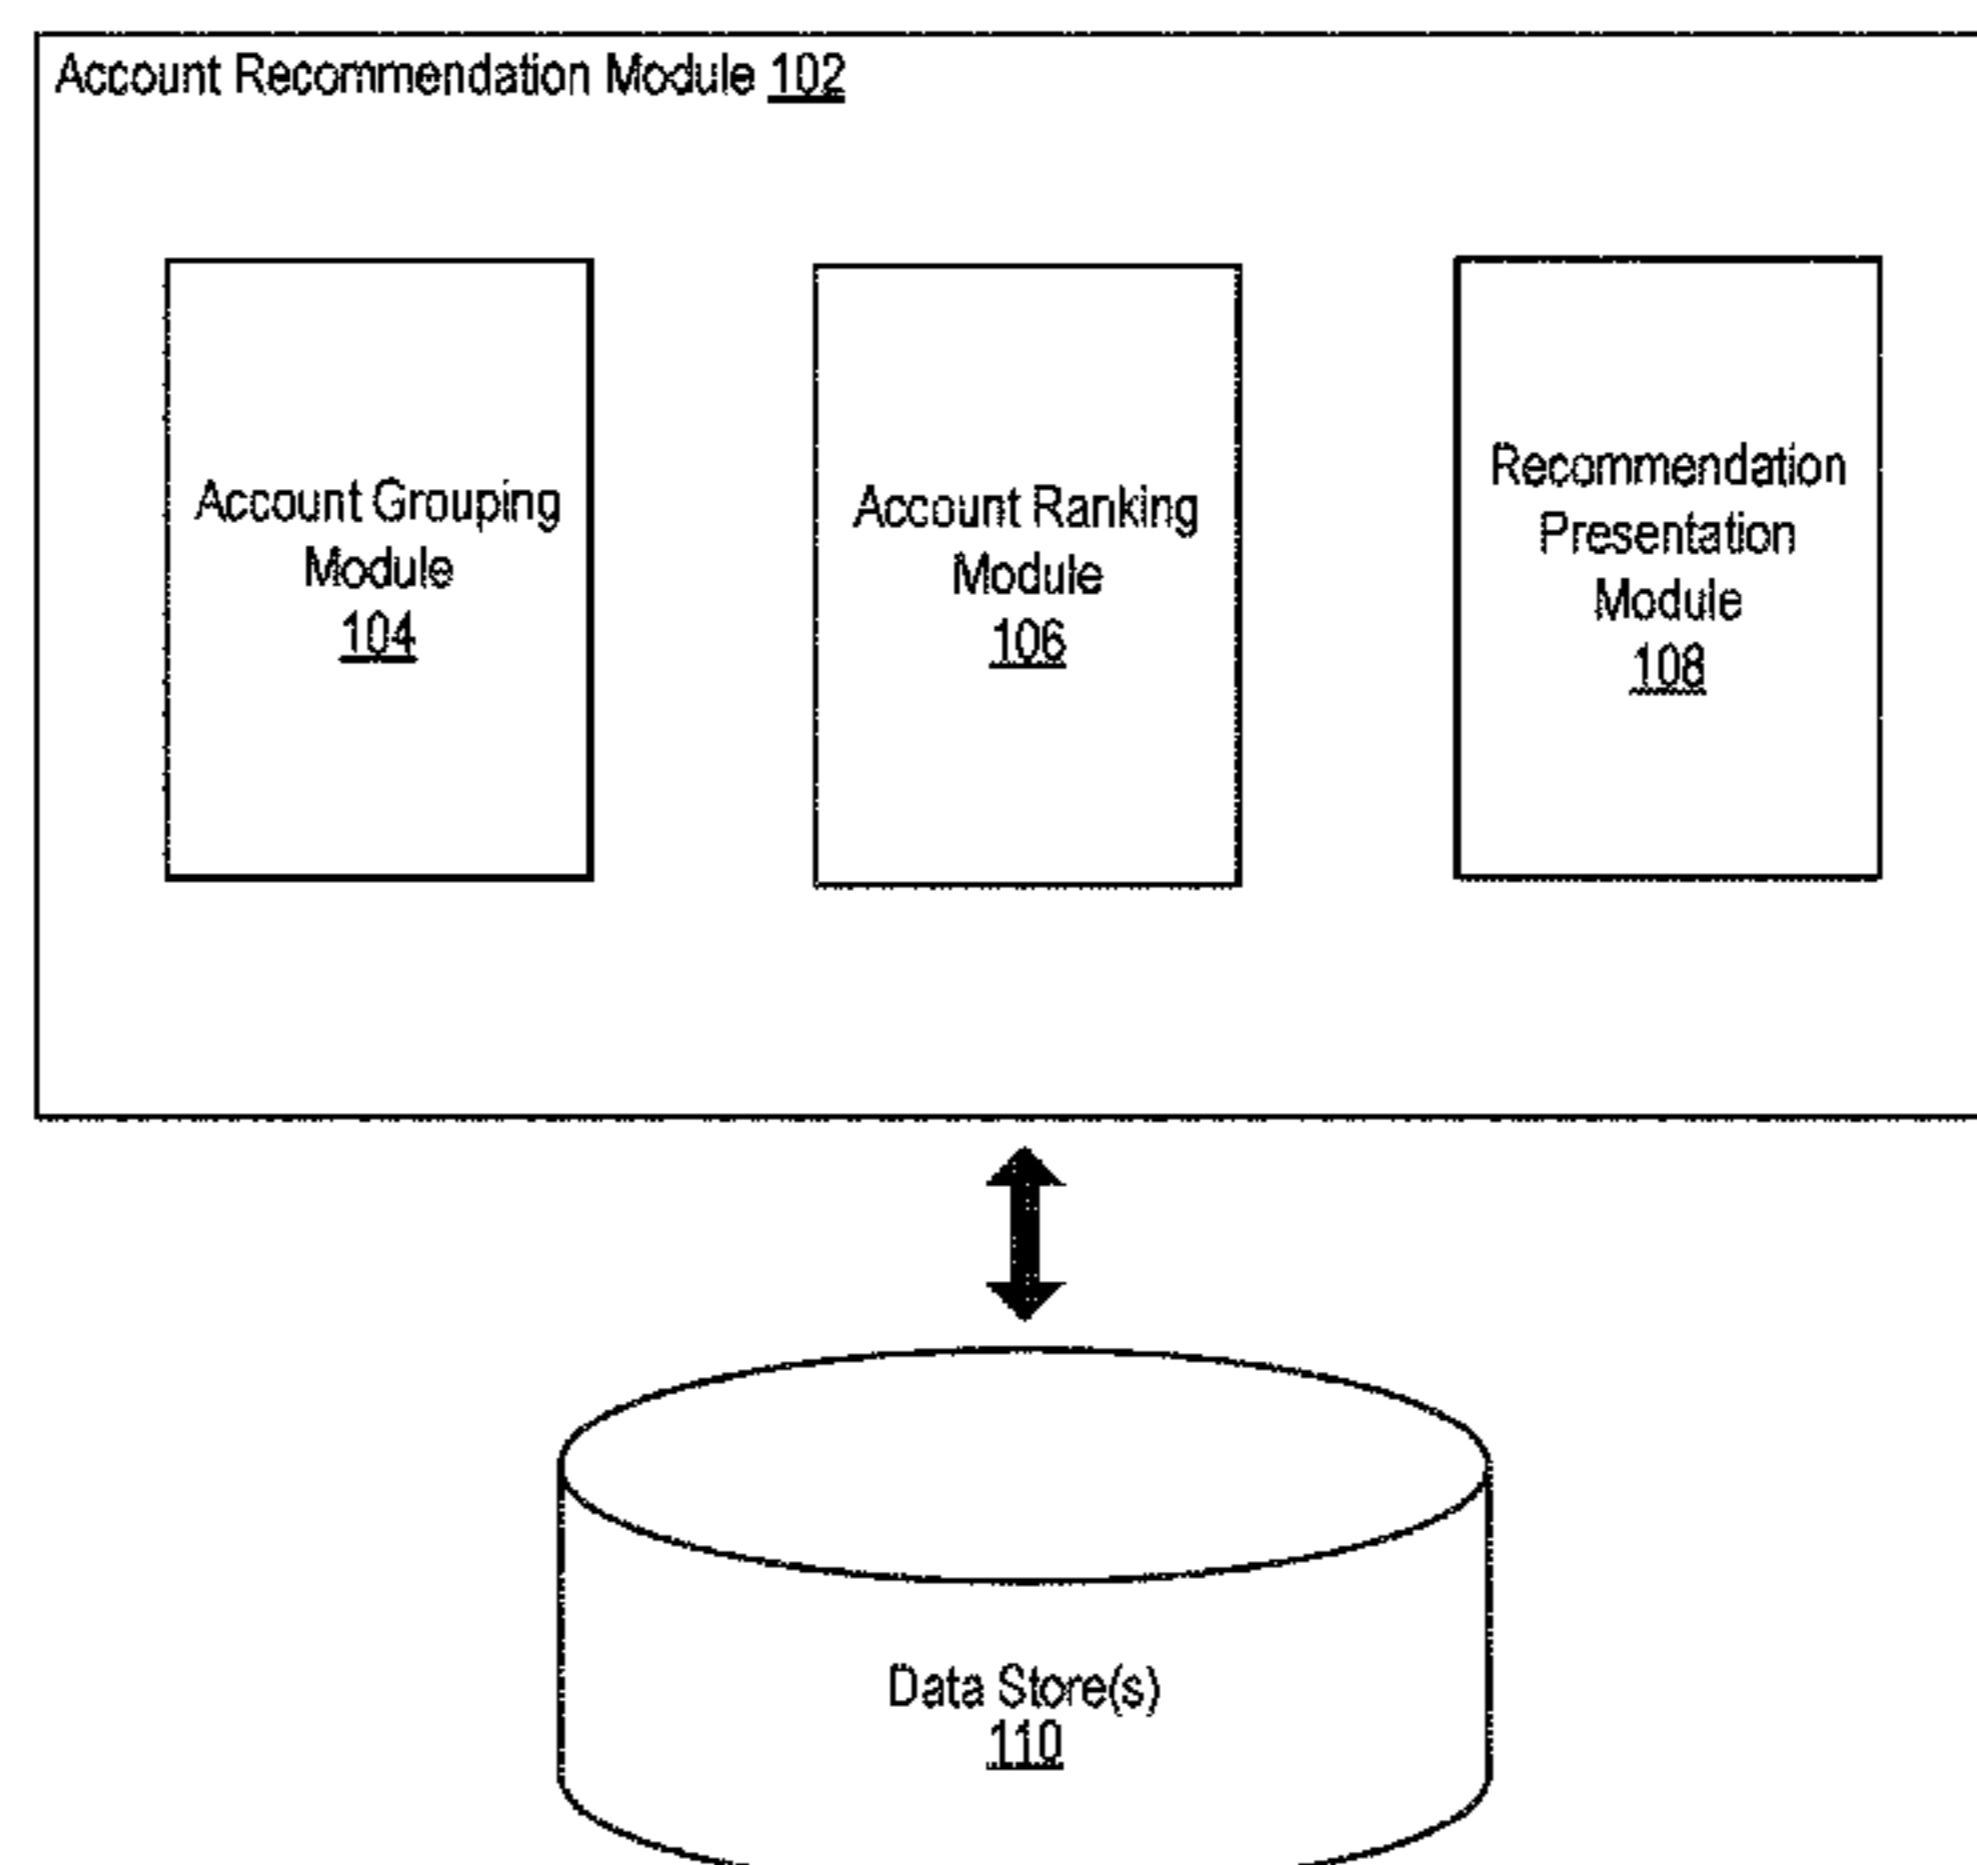 Account Recommendation Module 102
Account Grouping
Module
104
Account Ranking
Module
106
Recommendation
Presentation
Module
108
Data Store(s)
110